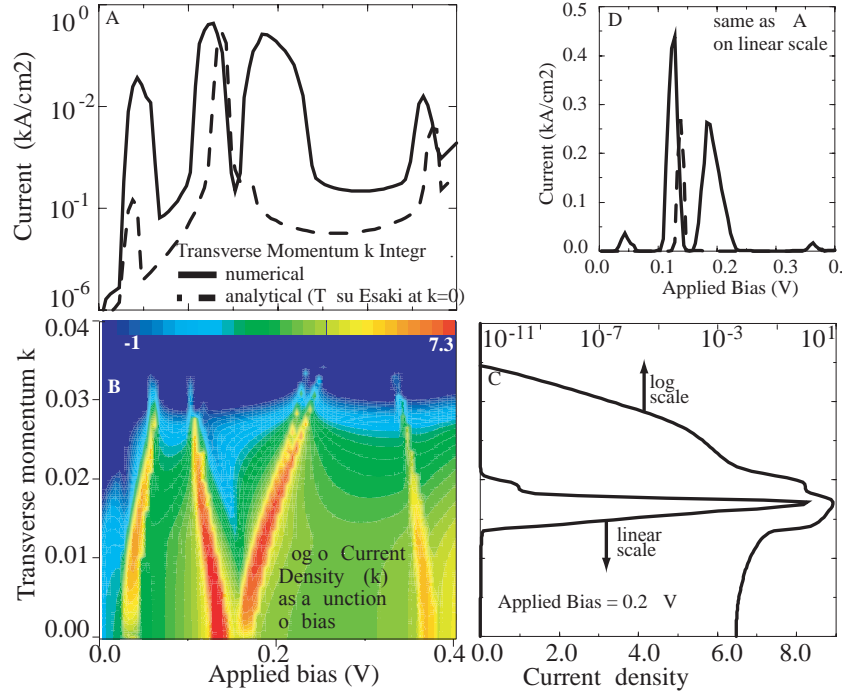 A
10^0
10^-2
10^-1
10^-6
Current (kA/cm2)
Transverse Momentum k Integr
numerical
analytical (T su Esaki at k=0)
D
same as A
on linear scale
0.5
0.4
0.3
0.2
0.1
0.0
Current (kA/cm2)
0.0 0.1 0.2 0.3 0.
Applied Bias (V)
B
-1 7.3
0.04
0.03
0.02
0.01
0.00
Transverse momentum k
og o Current
Density (k)
as a unction
o bias
0.0 0.2 0.4
Applied bias (V)
C
10^-11 10^-7 10^-3 10^1
log
scale
linear
scale
Applied Bias = 0.2 V
0.0 2.0 4.0 6.0 8.0
Current density